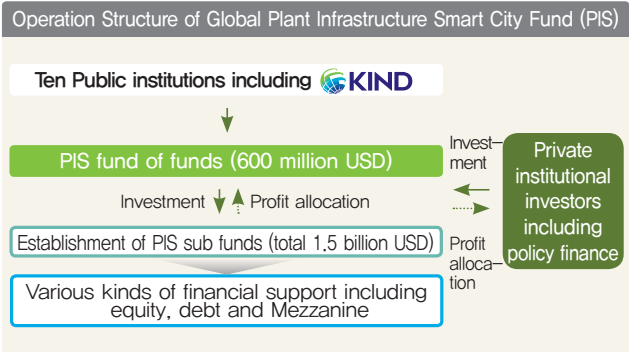 Operation Structure of Global Plant Infrastructure Smart City Fund (PIS)
Ten Public institutions including KIND
PIS fund of funds (600 million USD)
Investment Profit allocation
Establishment of PIS sub funds (total 1.5 billion USD)
Various kinds of financial support including
equity, debt and Mezzanine
Invest-
ment
Profit
alloca-
tion
Private
institutional
investors
including
policy finance